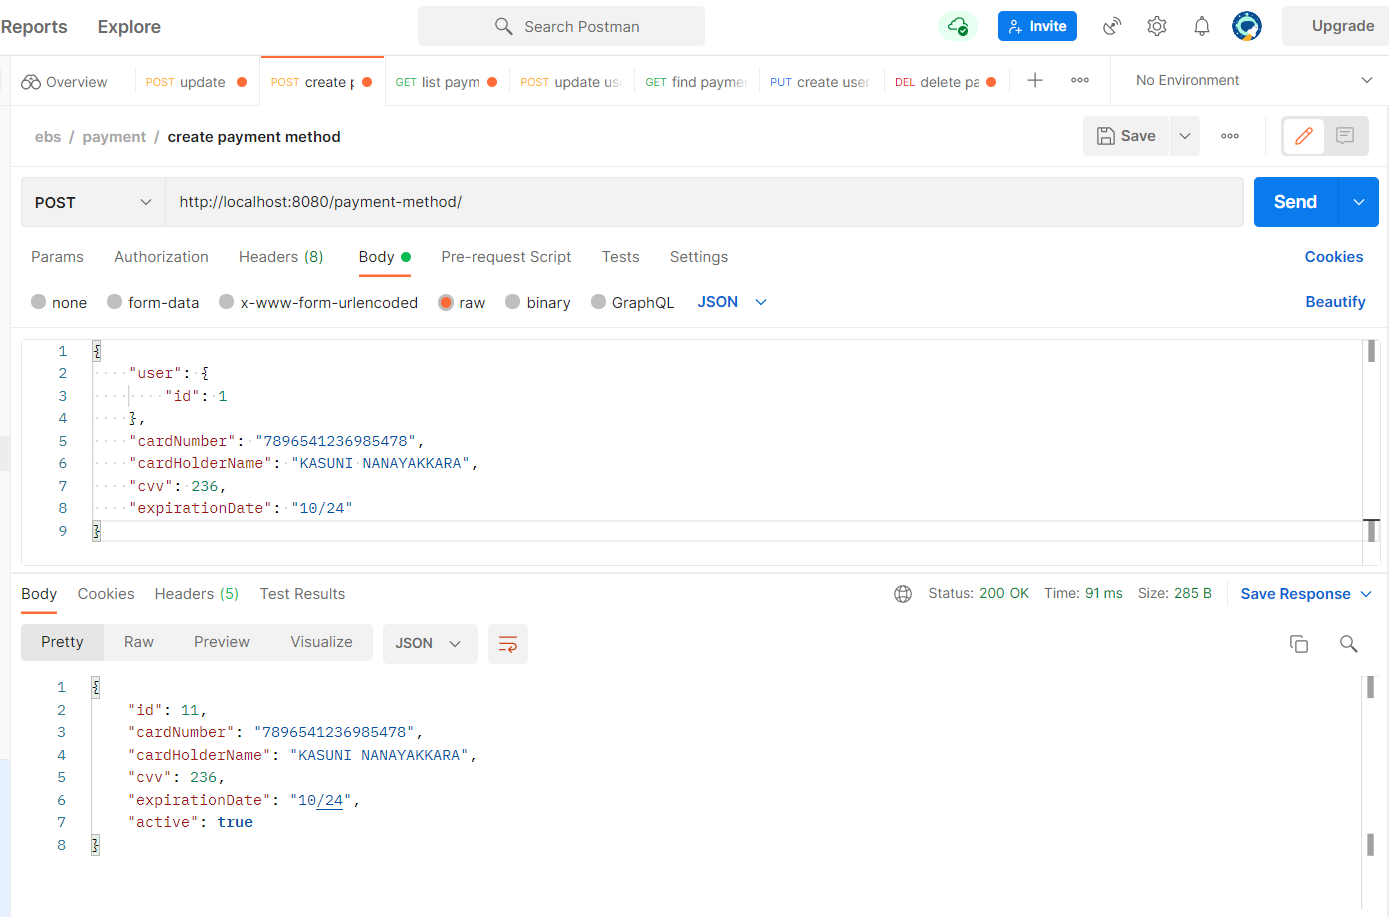 Reports Explore Search Postman Invite Upgrade
Overview POST update POST create p GET list paym POST update us GET find payme PUT create user DEL delete pa No Environment
ebs / payment / create payment method Save
POST http://localhost:8080/payment-method/ Send
Params Authorization Headers (8) Body Pre-request Script Tests Settings Cookies
none form-data x-www-form-urlencoded raw binary GraphQL JSON Beautify
1 {
2 "user": {
3 "id": 1
4 },
5 "cardNumber": "7896541236985478",
6 "cardHolderName": "KASUNI NANAYAKKARA",
7 "cvv": 236,
8 "expirationDate": "10/24"
9 }
Body Cookies Headers (5) Test Results Status: 200 OK Time: 91 ms Size: 285 B Save Response
Pretty Raw Preview Visualize JSON
1 {
2 "id": 11,
3 "cardNumber": "7896541236985478",
4 "cardHolderName": "KASUNI NANAYAKKARA",
5 "cvv": 236,
6 "expirationDate": "10/24",
7 "active": true
8 }